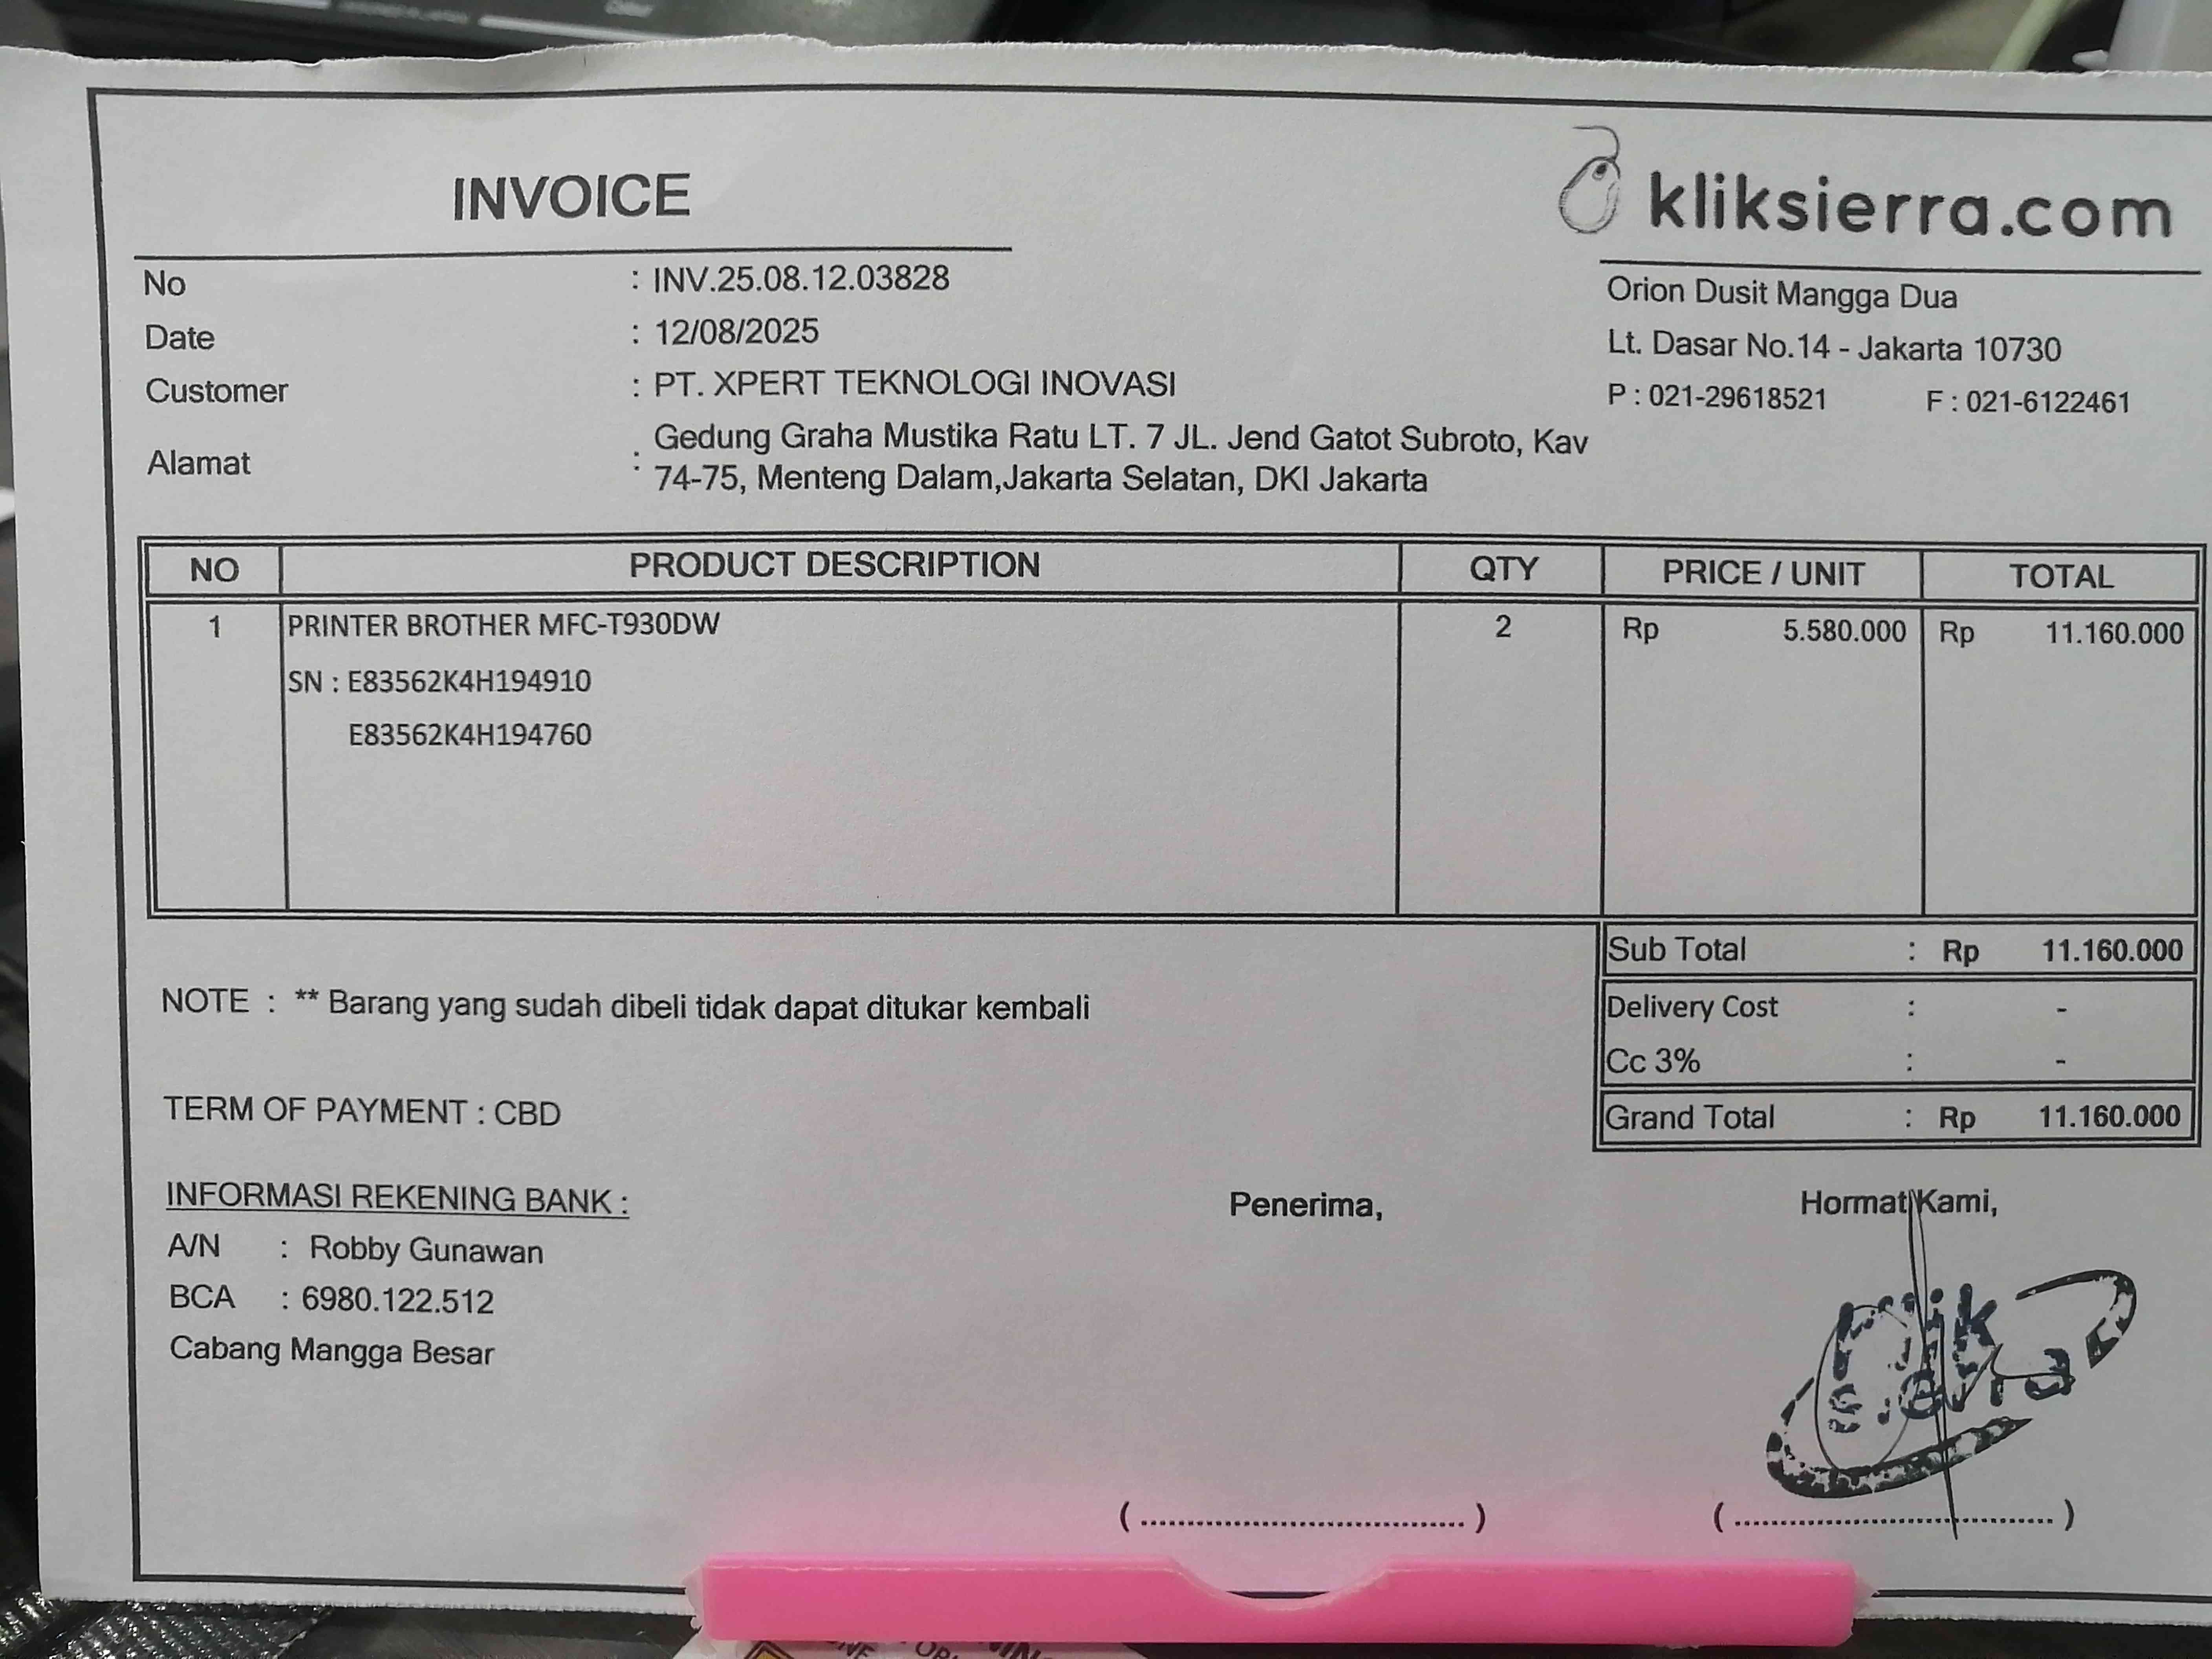 INVOICE
kliksierra.com
No : INV.25.08.12.03828
Date : 12/08/2025
Customer : PT. XPERT TEKNOLOGI INOVASI
Alamat : Gedung Graha Mustika Ratu LT. 7 JL. Jend Gatot Subroto, Kav
74-75, Menteng Dalam,Jakarta Selatan, DKI Jakarta
Orion Dusit Mangga Dua
Lt. Dasar No.14 - Jakarta 10730
P : 021-29618521 F : 021-6122461
NO PRODUCT DESCRIPTION QTY PRICE / UNIT TOTAL
1 PRINTER BROTHER MFC-T930DW 2 Rp 5.580.000 Rp 11.160.000
SN : E83562K4H194910
E83562K4H194760
Sub Total : Rp 11.160.000
Delivery Cost : -
Cc 3% : -
Grand Total : Rp 11.160.000
NOTE : ** Barang yang sudah dibeli tidak dapat ditukar kembali
TERM OF PAYMENT : CBD
INFORMASI REKENING BANK :
A/N : Robby Gunawan
BCA : 6980.122.512
Cabang Mangga Besar
Penerima,
Hormat Kami,
klik
sierra
(........................................)
(........................................)